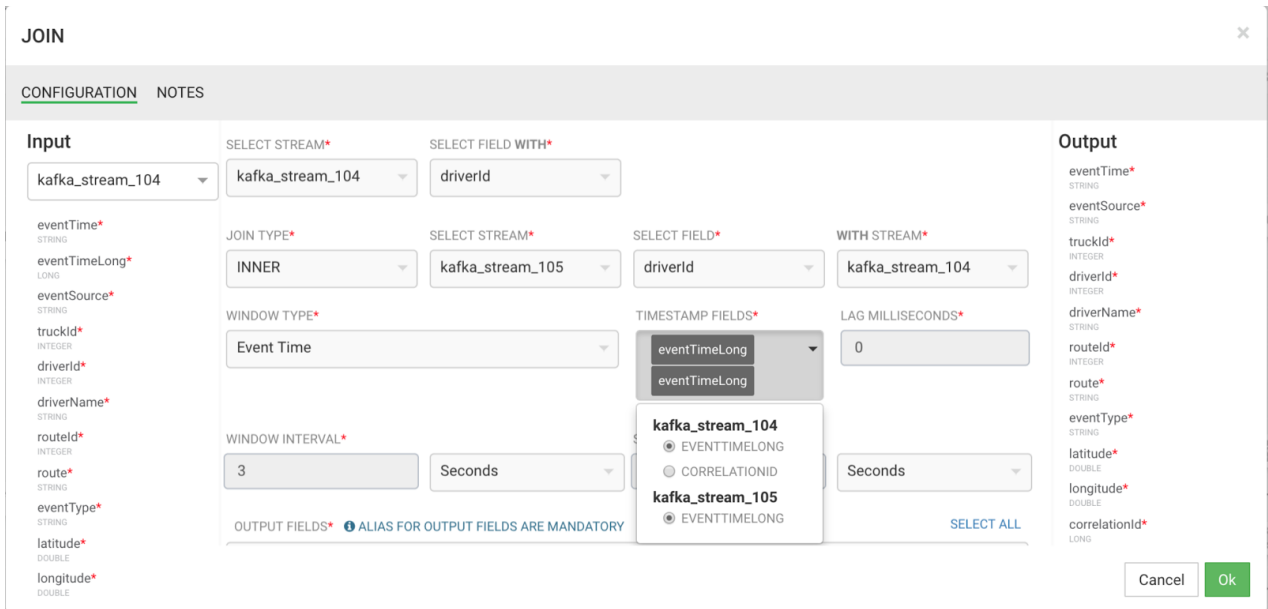 JOIN
×
CONFIGURATION NOTES
Input
kafka_stream_104
eventTime*
STRING
eventTimeLong*
LONG
eventSource*
STRING
truckId*
INTEGER
driverId*
INTEGER
driverName*
STRING
routeId*
INTEGER
route*
STRING
eventType*
STRING
latitude*
DOUBLE
longitude*
DOUBLE
SELECT STREAM* SELECT FIELD WITH*
kafka_stream_104 driverId
JOIN TYPE* SELECT STREAM* SELECT FIELD* WITH STREAM*
INNER kafka_stream_105 driverId kafka_stream_104
WINDOW TYPE* TIMESTAMP FIELDS* LAG MILLISECONDS*
Event Time eventTimeLong 0
eventTimeLong
kafka_stream_104
EVENTTIMELONG
CORRELATIONID
kafka_stream_105
EVENTTIMELONG
WINDOW INTERVAL*
3 Seconds Seconds
OUTPUT FIELDS* ALIAS FOR OUTPUT FIELDS ARE MANDATORY SELECT ALL
Output
eventTime*
STRING
eventSource*
STRING
truckId*
INTEGER
driverId*
INTEGER
driverName*
STRING
routeId*
INTEGER
route*
STRING
eventType*
STRING
latitude*
DOUBLE
longitude*
DOUBLE
correlationId*
LONG
Cancel Ok